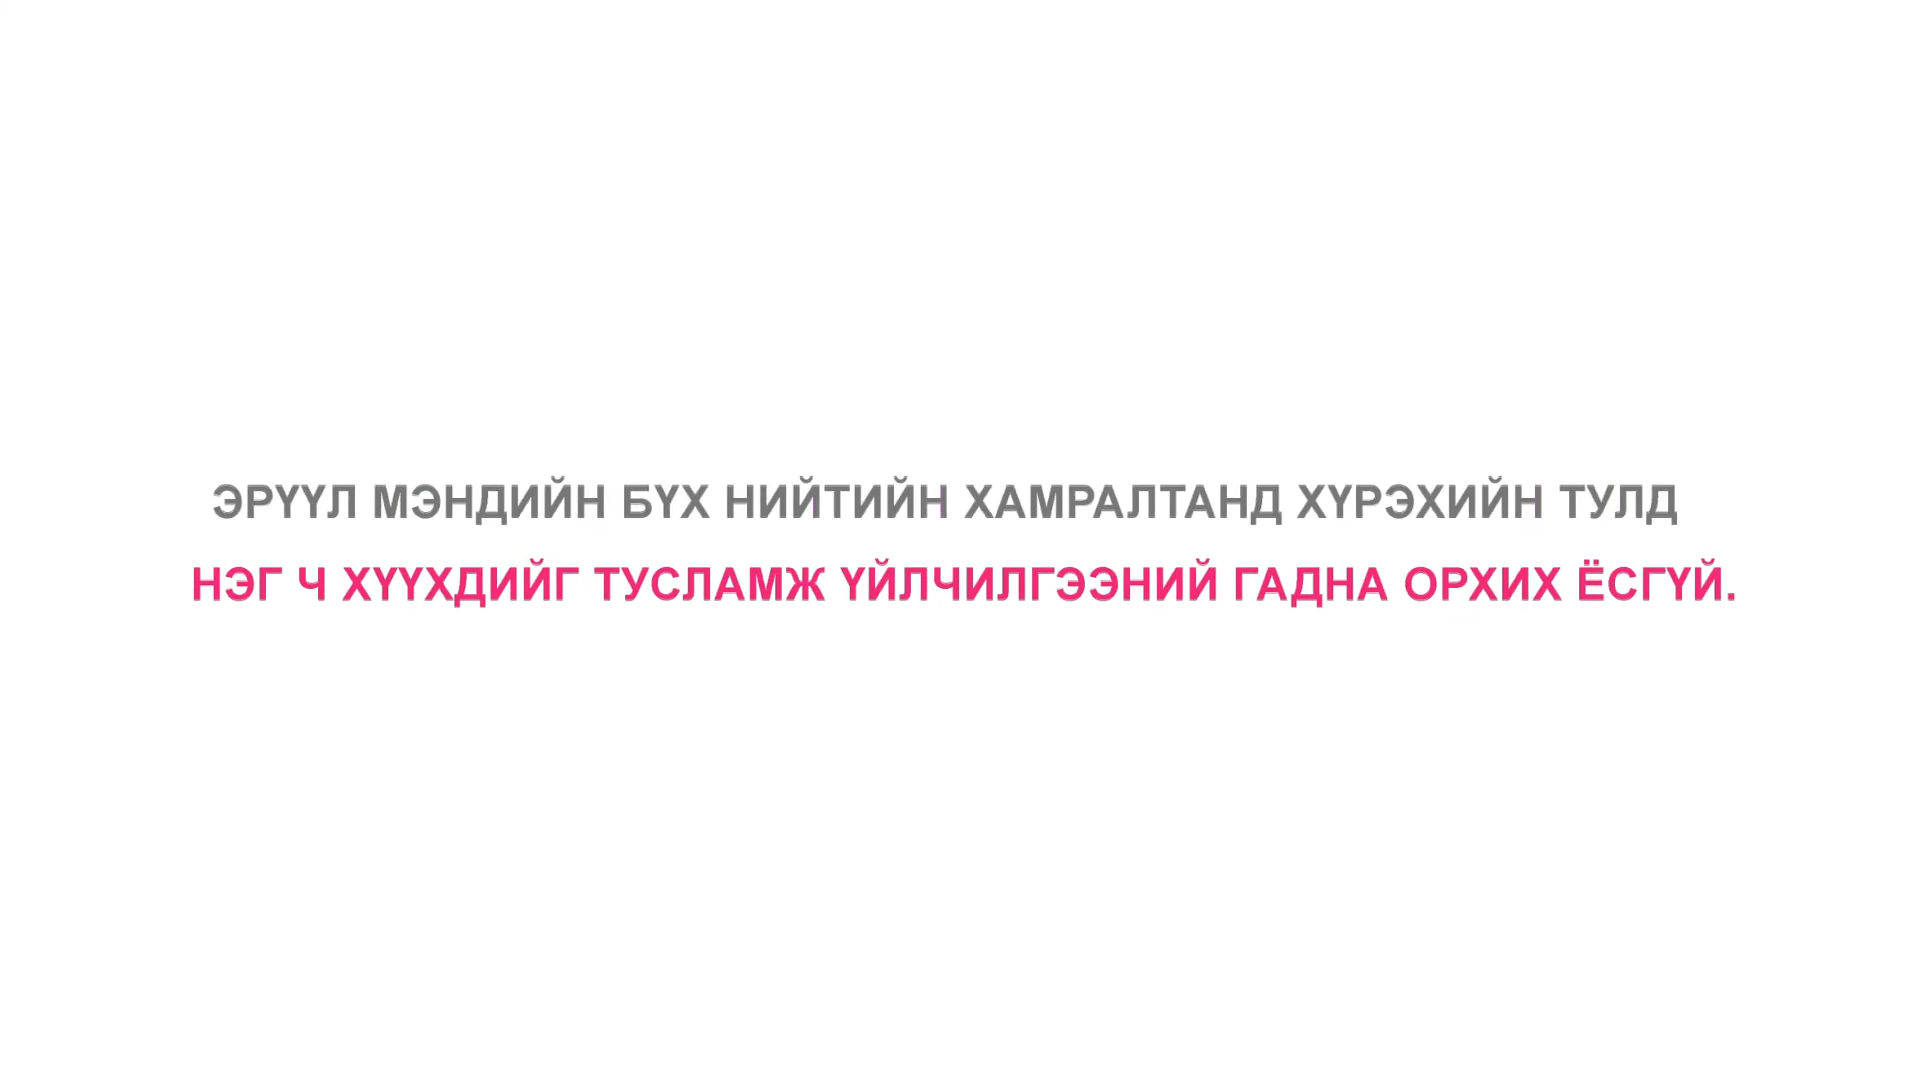 ЭРҮҮЛ МЭНДИЙН БҮХ НИЙТИЙН ХАМРАЛТАНД ХҮРЭХИЙН ТУЛД
НЭГ Ч ХҮҮХДИЙГ ТУСЛАМЖ ҮЙЛЧИЛГЭЭНИЙ ГАДНА ОРХИХ ЁСГҮЙ.